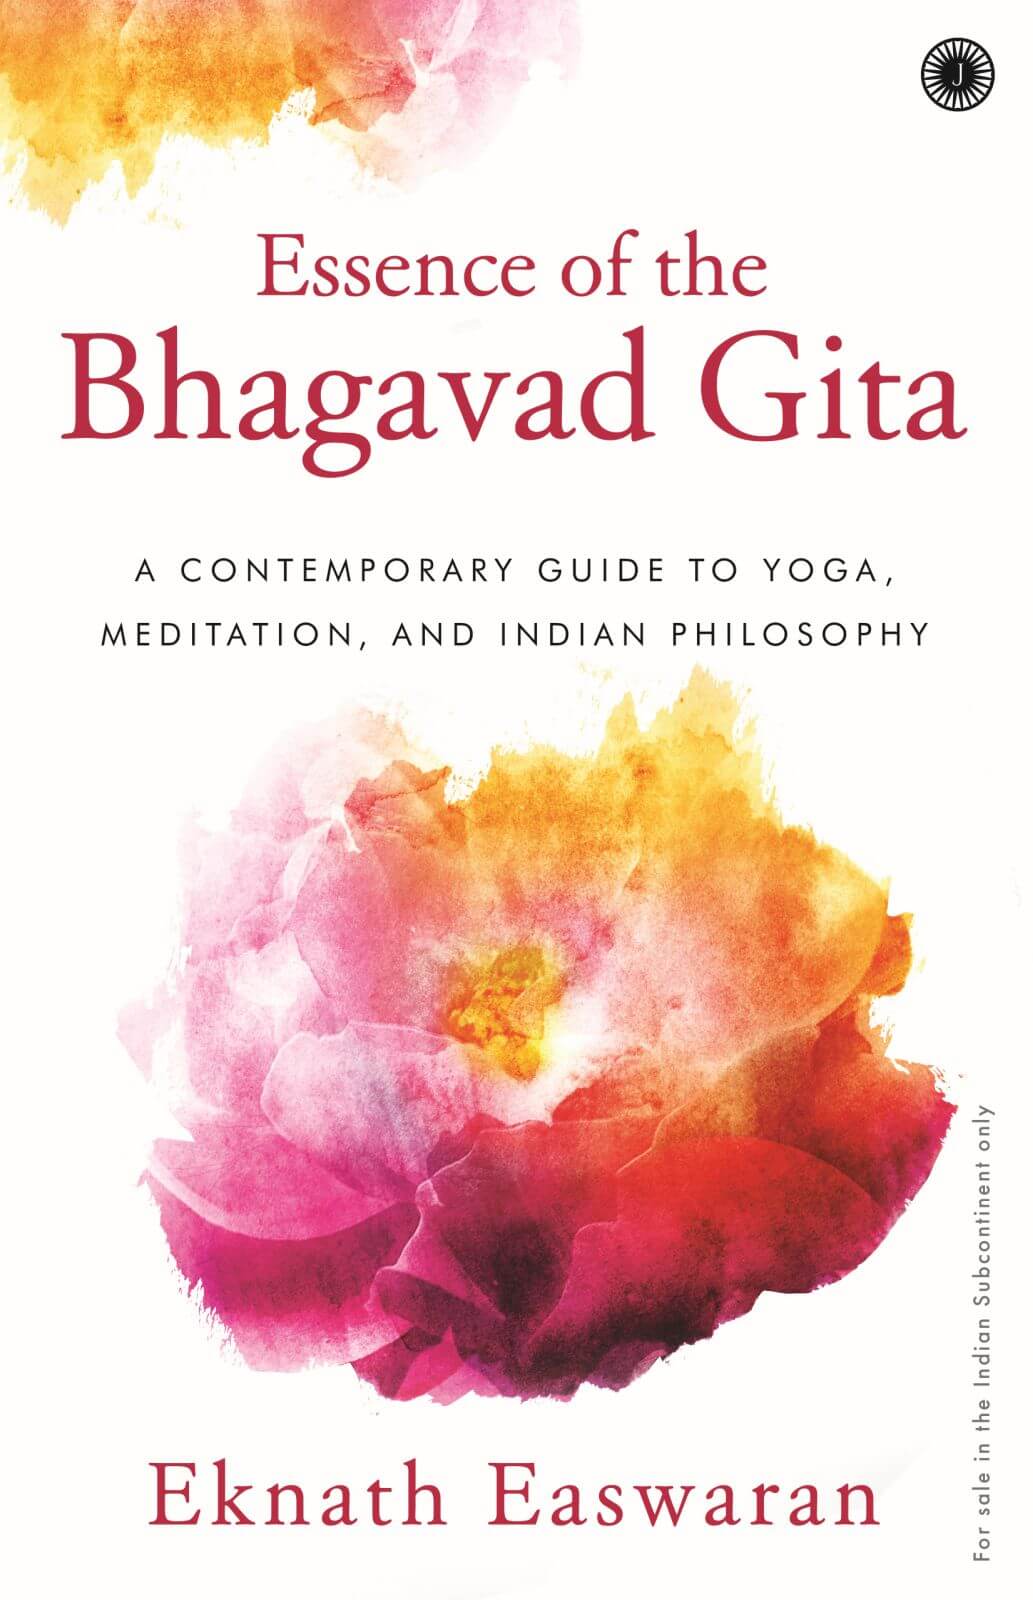 J
Essence of the
Bhagavad Gita
A CONTEMPORARY GUIDE TO YOGA,
MEDITATION, AND INDIAN PHILOSOPHY
Eknath Easwaran
For sale in the Indian Subcontinent only